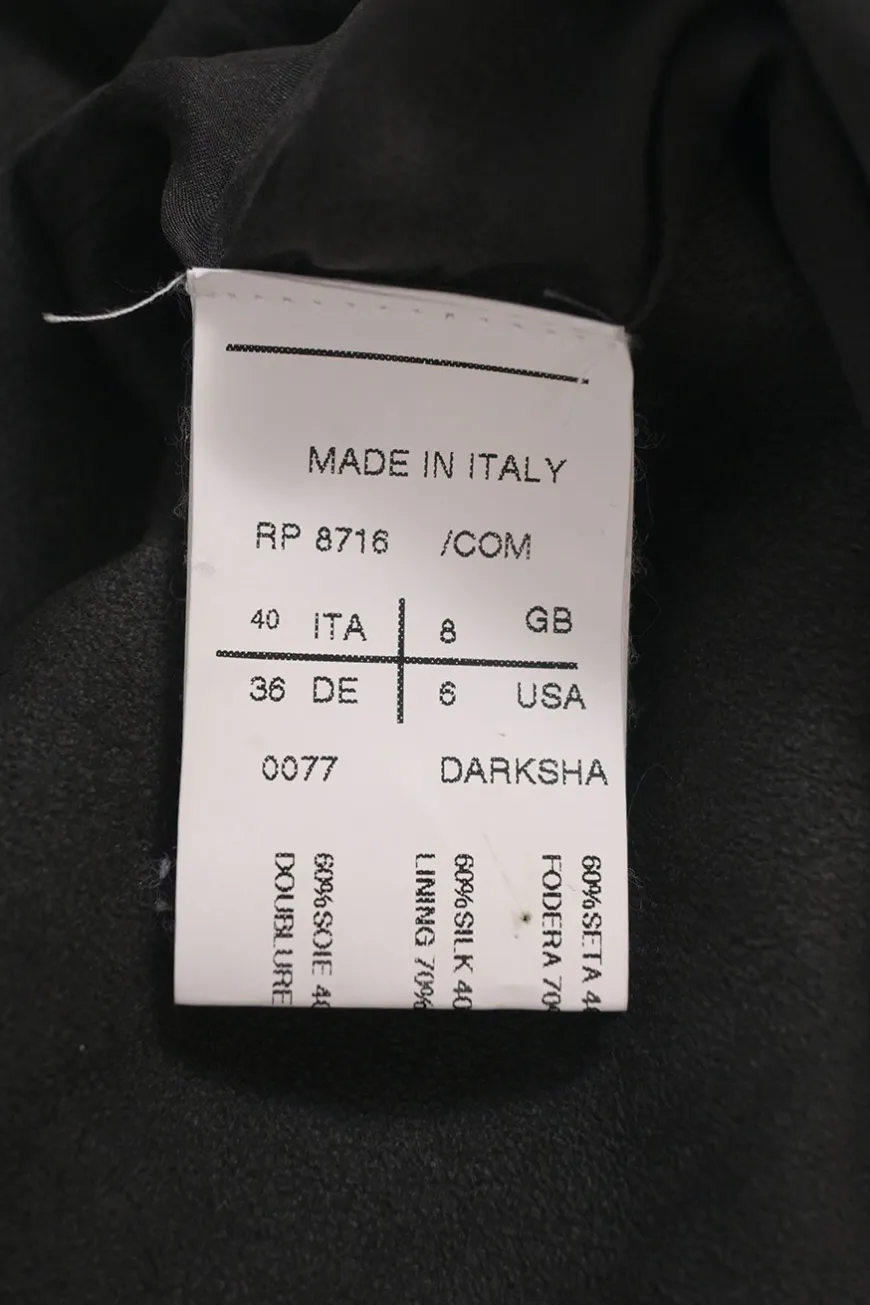 MADE IN ITALY
RP 8716 /COM
40 ITA 8 GB
36 DE 6 USA
0077 DARKSHA
60%SETA 4
FODERA 70
60%SILK 40
LINING 70%
60%SOIE 40
DOUBLURE